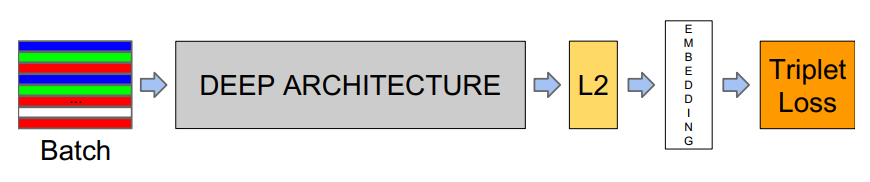 ...
Batch
DEEP ARCHITECTURE
L2
EMBEDDING
Triplet
Loss